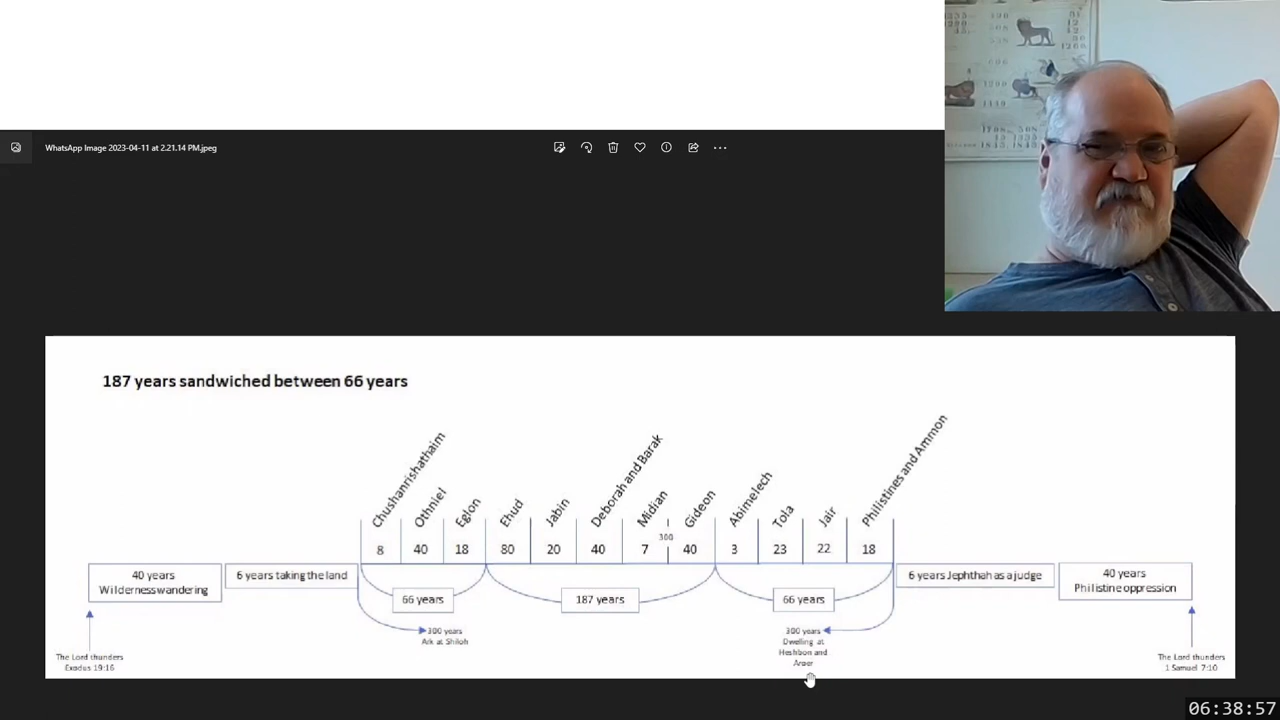 WhatsApp Image 2023-04-11 at 2.21.14 PM.jpeg
187 years sandwiched between 66 years
Chushanrishathaim
Othniel
Eglon
Ehud
Jabin
Deborah and Barak
Midian
Gideon
Abimelech
Tola
Jair
Philistines and Ammon
300
8 40 18 80 20 40 7 40 3 23 22 18
40 years
Wilderness wandering
6 years taking the land
66 years
187 years
66 years
6 years Jephthah as a judge
40 years
Philistine oppression
300 years
Ark at Shiloh
300 years
Dwelling at
Heshbon and
Aroer
The Lord thunders
Exodus 19:16
The Lord thunders
1 Samuel 7:10
06:38:57